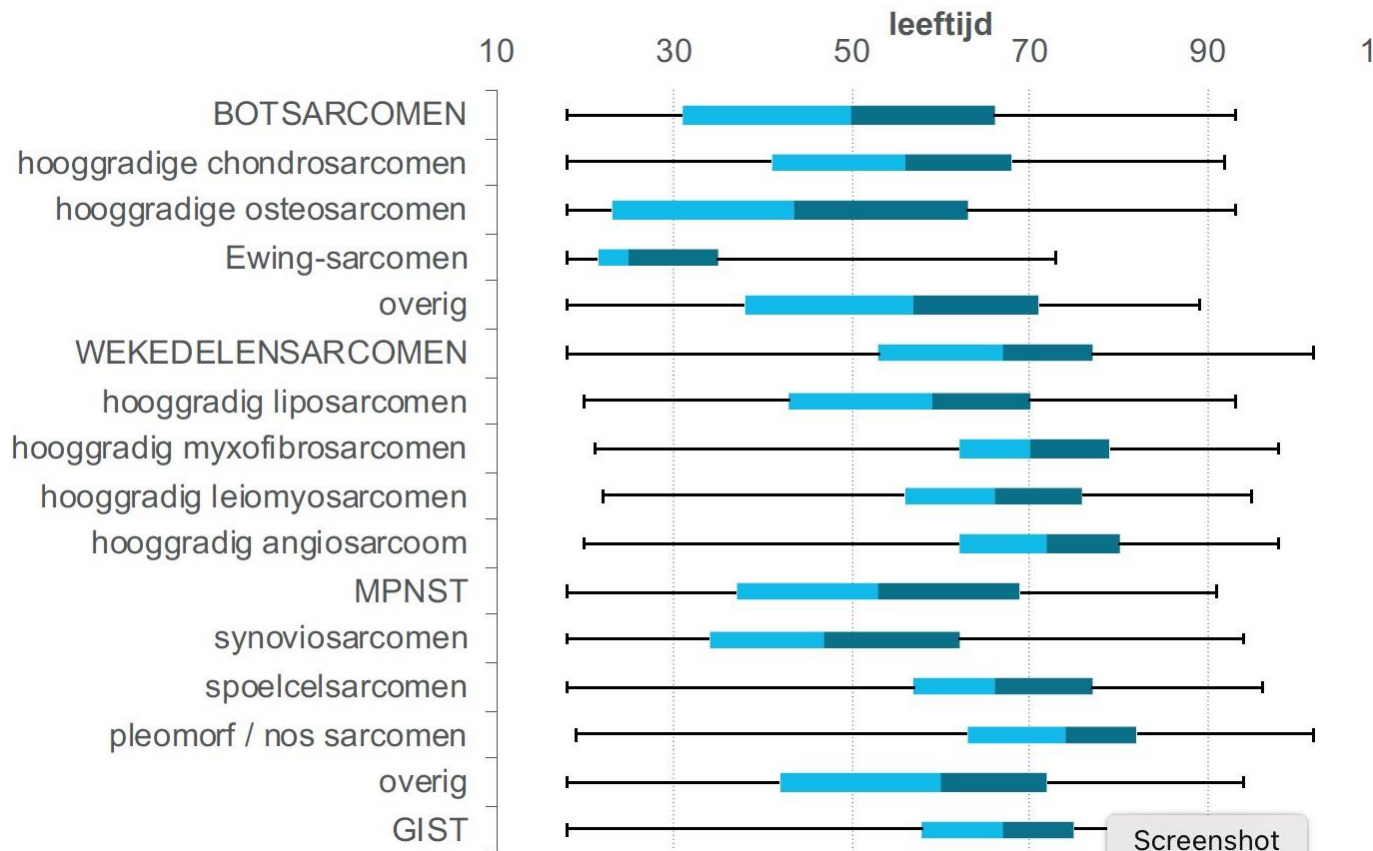 leeftijd
10 30 50 70 90 1
BOTSARCOMEN
hooggradige chondrosarcomen
hooggradige osteosarcomen
Ewing-sarcomen
overig
WEKEDELENSARCOMEN
hooggradig liposarcomen
hooggradig myxofibrosarcomen
hooggradig leiomyosarcomen
hooggradig angiosarcoom
MPNST
synoviosarcomen
spoelcelsarcomen
pleomorf / nos sarcomen
overig
GIST
Screenshot